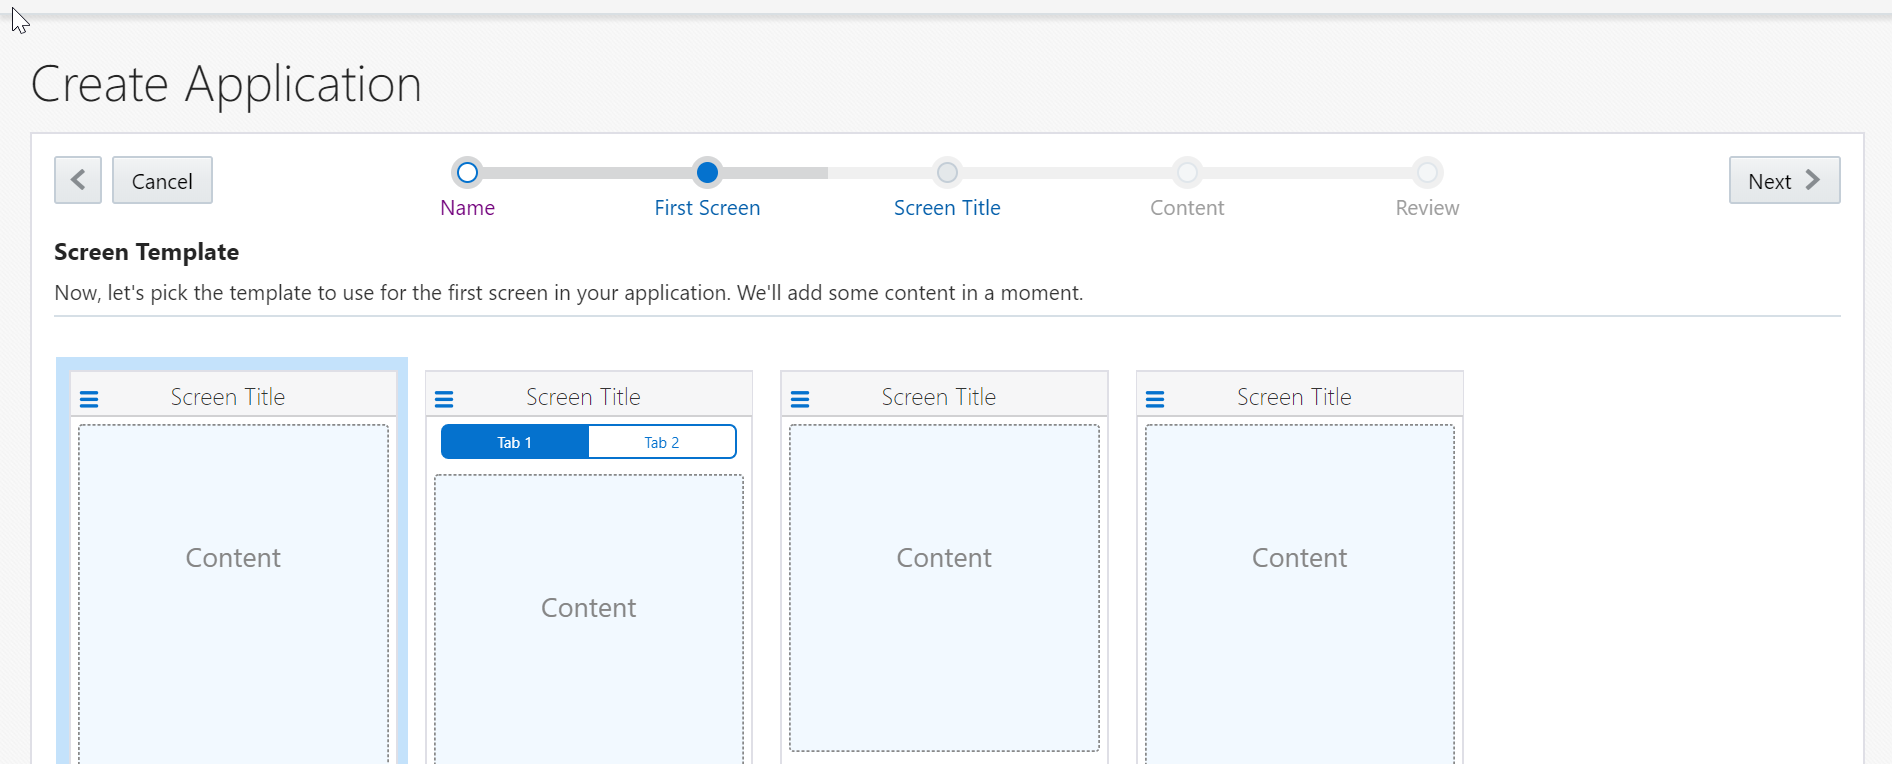 Create Application
Cancel
Next
Name
First Screen
Screen Title
Content
Review
Screen Template
Now, let's pick the template to use for the first screen in your application. We'll add some content in a moment.
Screen Title
Content
Screen Title
Tab 1
Tab 2
Content
Screen Title
Content
Screen Title
Content